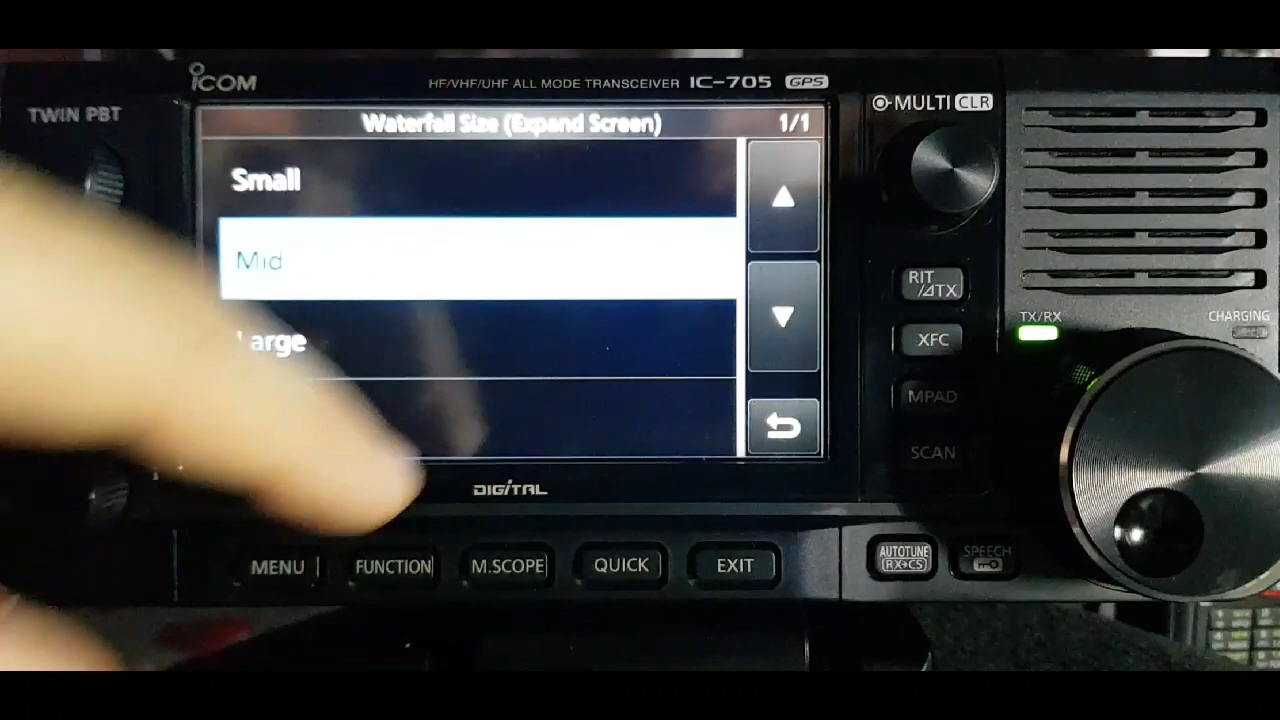 ICOM
HF/VHF/UHF ALL MODE TRANSCEIVER IC-705 GPS
TWIN PBT
MULTI CLR
Waterfall Size (Expand Screen) 1/1
Small
Mid
Large
RIT
/⊿TX
XFC
MPAD
SCAN
TX/RX
CHARGING
DIGITAL
MENU
FUNCTION
M.SCOPE
QUICK
EXIT
AUTOTUNE
RX→CS
SPEECH